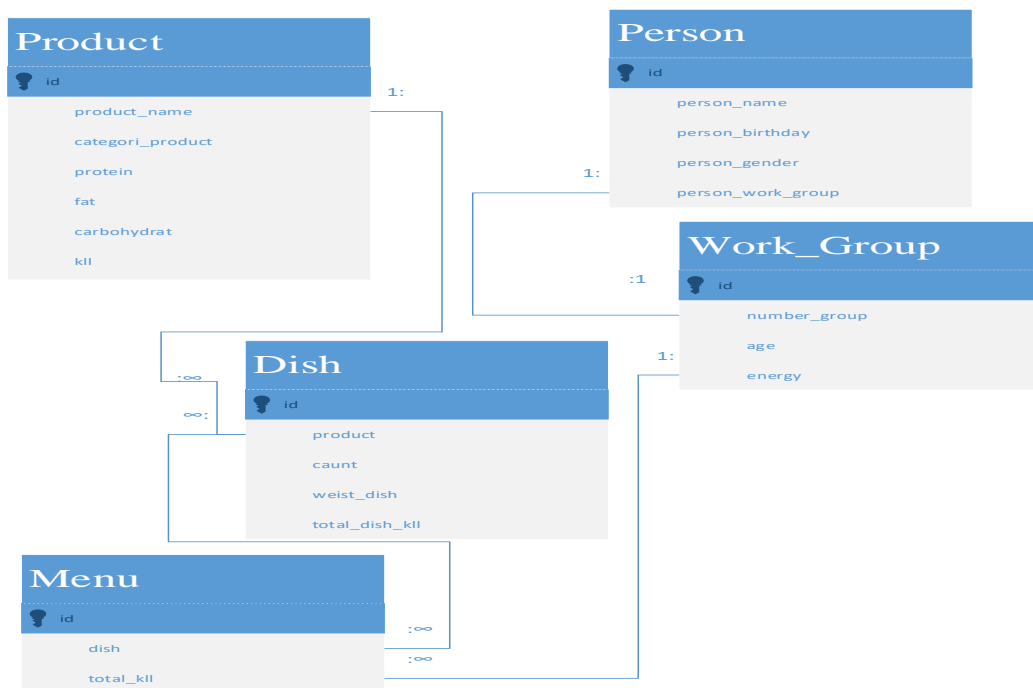 Product
id
product_name
categori_product
protein
fat
carbohydrat
kll
1:
Person
id
person_name
person_birthday
person_gender
person_work_group
1:
:1
Work_Group
id
number_group
age
energy
1:
:∞
∞:
Dish
id
product
caunt
weist_dish
total_dish_kll
Menu
id
dish
total_kll
:∞
:∞